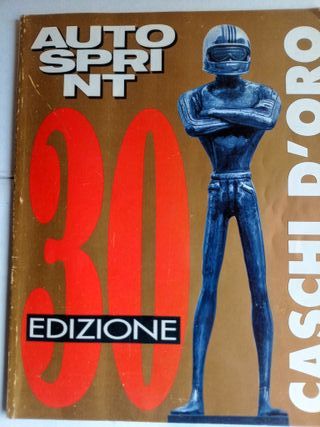 AUTO
SPRI
NT
30
EDIZIONE
CASCHI D'ORO